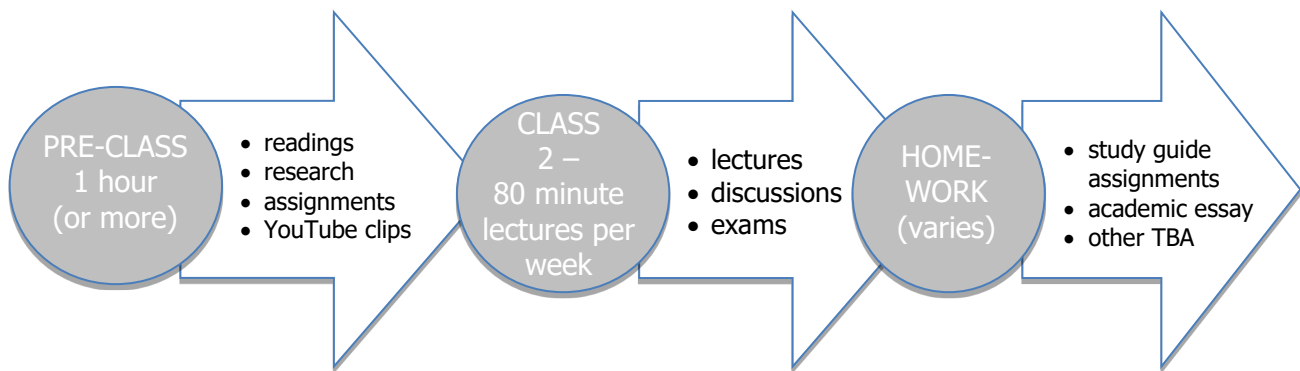 PRE-CLASS
1 hour
(or more)
• readings
• research
• assignments
• YouTube clips
CLASS
2 –
80 minute
lectures per
week
• lectures
• discussions
• exams
HOME-
WORK
(varies)
• study guide
assignments
• academic essay
• other TBA